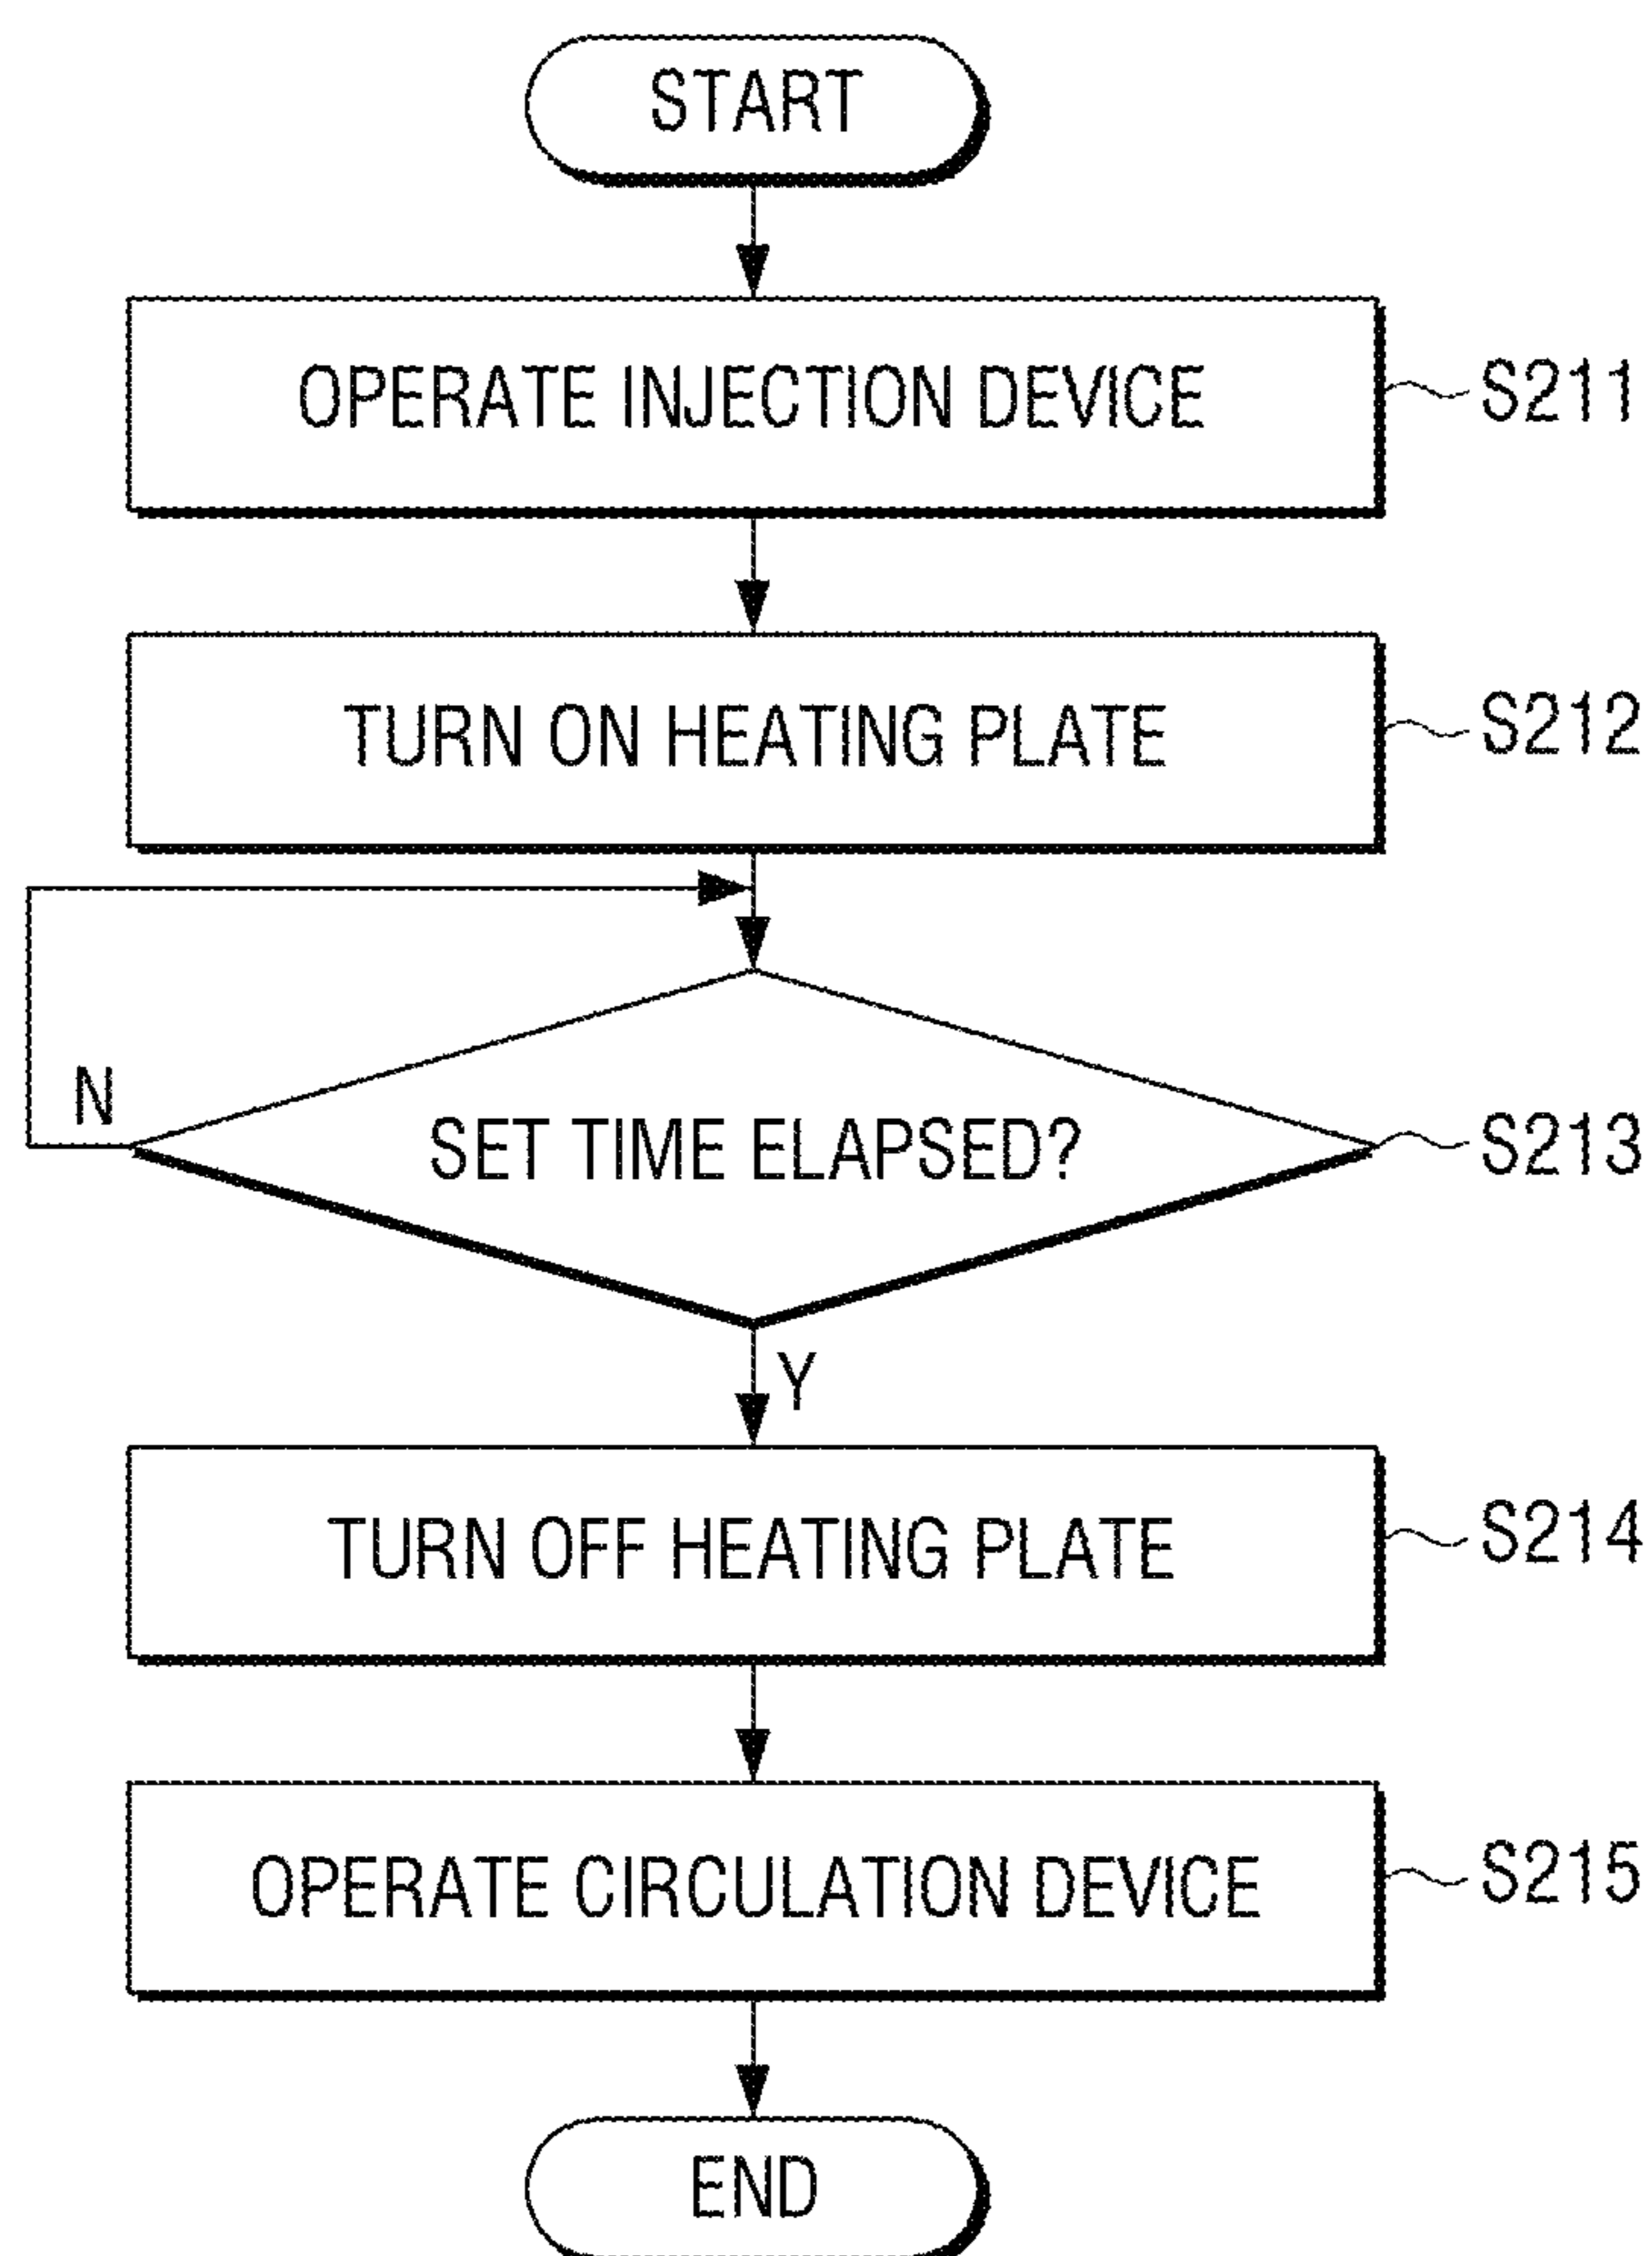 START
OPERATE INJECTION DEVICE
S211
TURN ON HEATING PLATE
S212
N
SET TIME ELAPSED?
S213
Y
TURN OFF HEATING PLATE
S214
OPERATE CIRCULATION DEVICE
S215
END